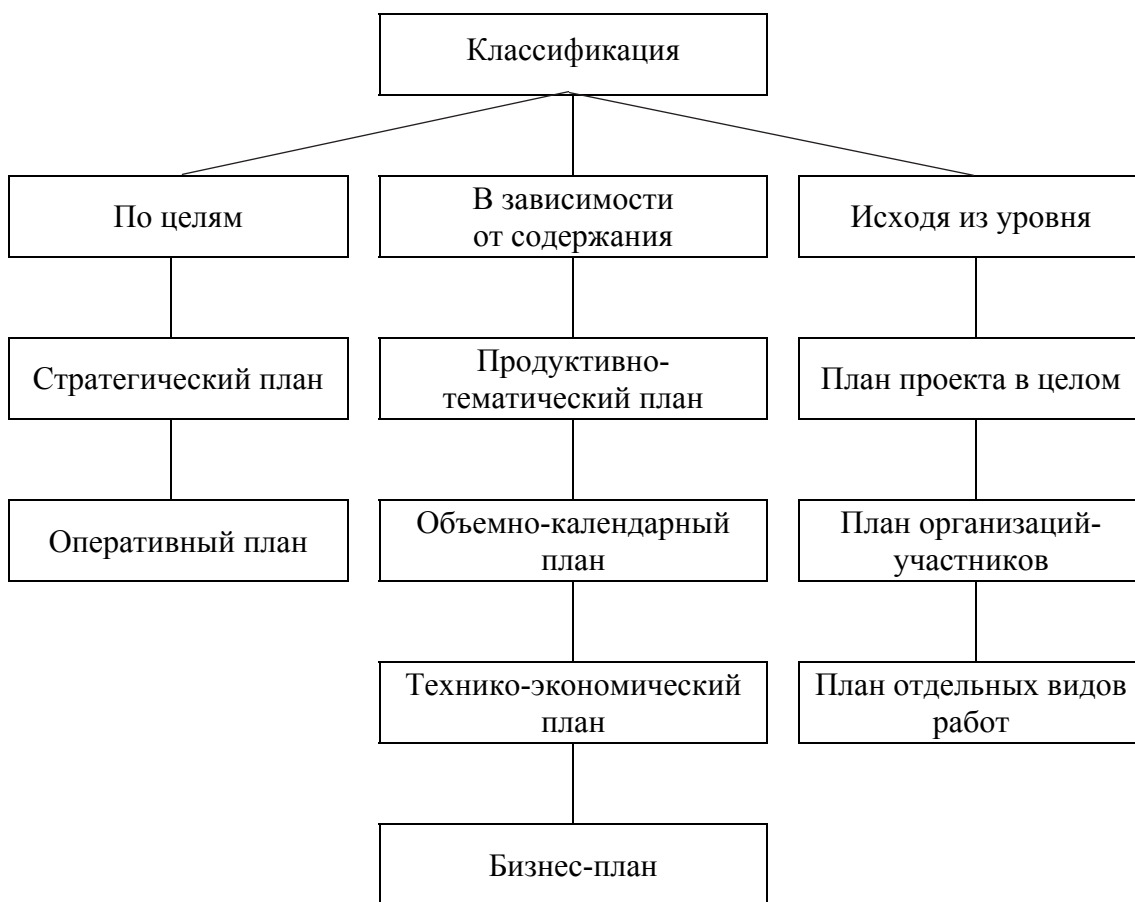 Классификация
По целям
В зависимости
от содержания
Исходя из уровня
Стратегический план
Продуктивно-
тематический план
План проекта в целом
Оперативный план
Объемно-календарный
план
План организаций-
участников
Технико-экономический
план
План отдельных видов
работ
Бизнес-план